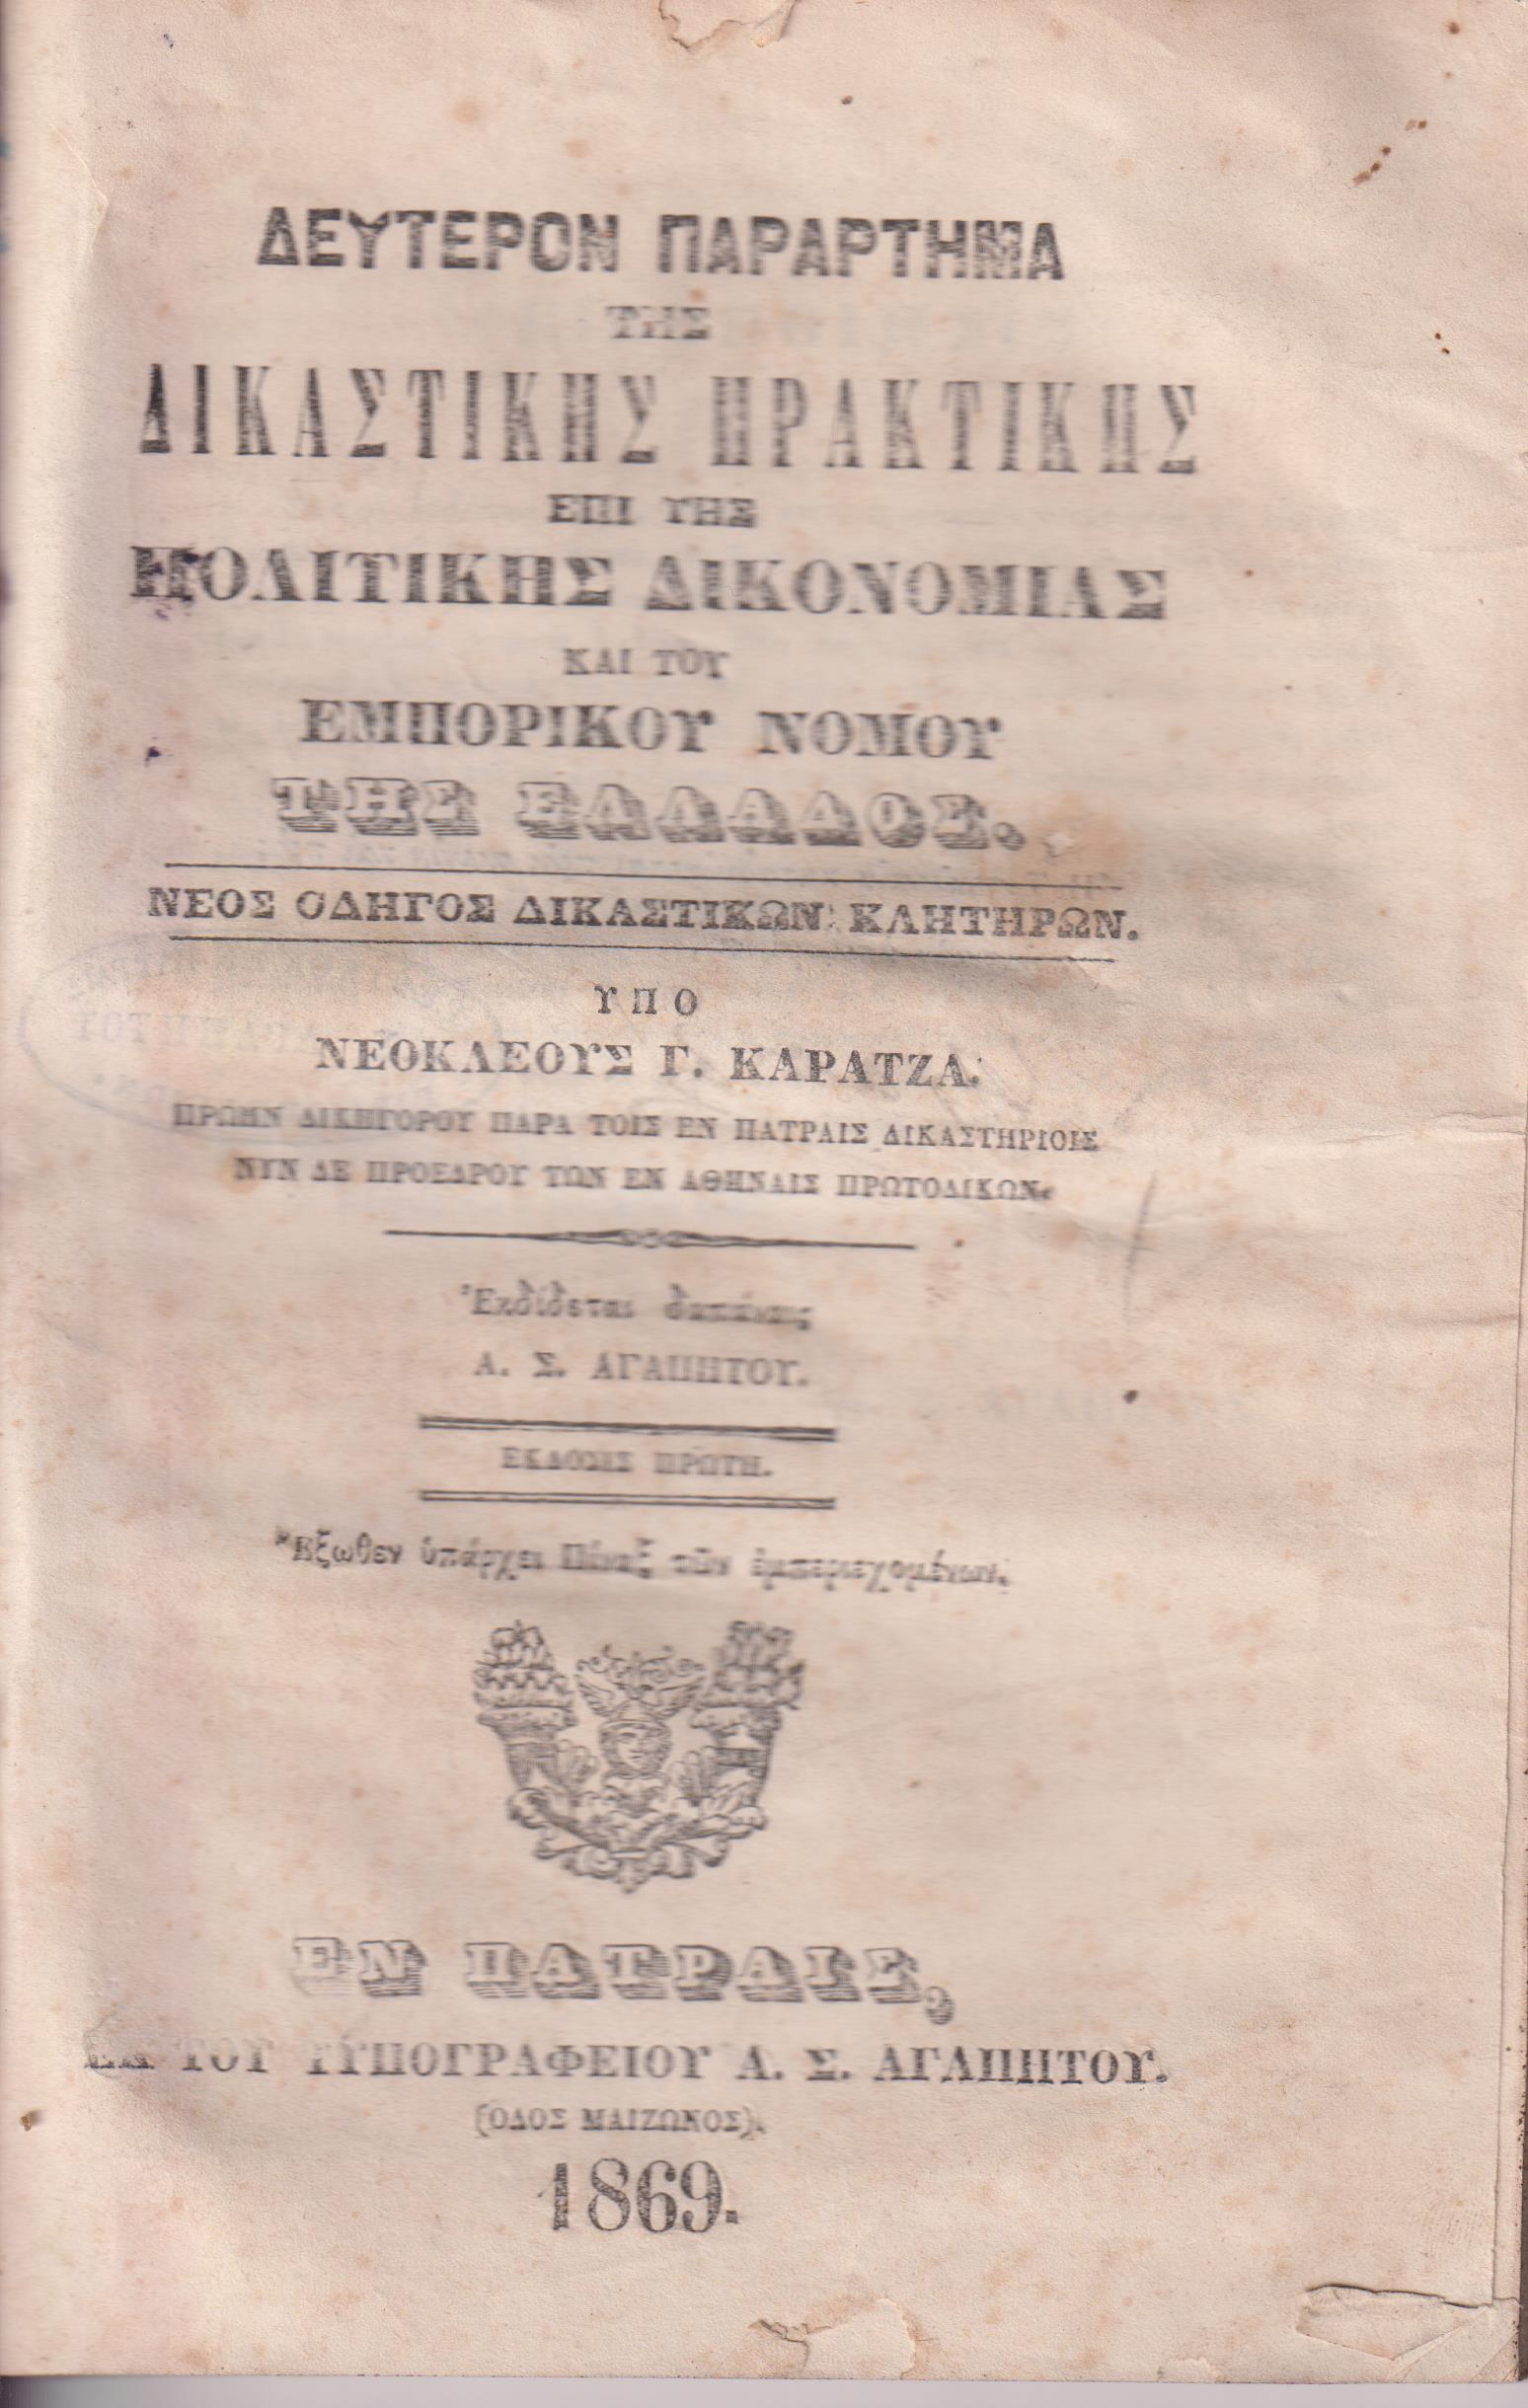 ΔΕΥΤΕΡΟΝ ΠΑΡΑΡΤΗΜΑ
ΤΗΣ
ΔΙΚΑΣΤΙΚΗΣ ΠΡΑΚΤΙΚΗΣ
ΕΠΙ ΤΗΣ
ΠΟΛΙΤΙΚΗΣ ΔΙΚΟΝΟΜΙΑΣ
ΚΑΙ ΤΟΥ
ΕΜΠΟΡΙΚΟΥ ΝΟΜΟΥ
ΤΗΣ ΕΛΛΑΔΟΣ.
ΝΕΟΣ ΟΔΗΓΟΣ ΔΙΚΑΣΤΙΚΩΝ ΚΛΗΤΗΡΩΝ.
ΥΠΟ
ΝΕΟΚΛΕΟΥΣ Γ. ΚΑΡΑΤΖΑ.
ΠΡΩΗΝ ΔΙΚΗΓΟΡΟΥ ΠΑΡΑ ΤΟΙΣ ΕΝ ΠΑΤΡΑΙΣ ΔΙΚΑΣΤΗΡΙΟΙΣ
ΝΥΝ ΔΕ ΠΡΟΕΔΡΟΥ ΤΩΝ ΕΝ ΑΘΗΝΑΙΣ ΠΡΩΤΟΔΙΚΩΝ.
Ἐκδίδεται δαπάναις
Α. Σ. ΑΓΑΠΗΤΟΥ.
ΕΚΔΟΣΙΣ ΠΡΩΤΗ.
Ἔξωθεν ὑπάρχει Πίναξ τῶν ἐμπεριεχομένων.
ΕΝ ΠΑΤΡΑΙΣ,
ΕΚ ΤΟΥ ΤΥΠΟΓΡΑΦΕΙΟΥ Α. Σ. ΑΓΑΠΗΤΟΥ.
(ΟΔΟΣ ΜΑΙΖΩΝΟΣ).
1869.